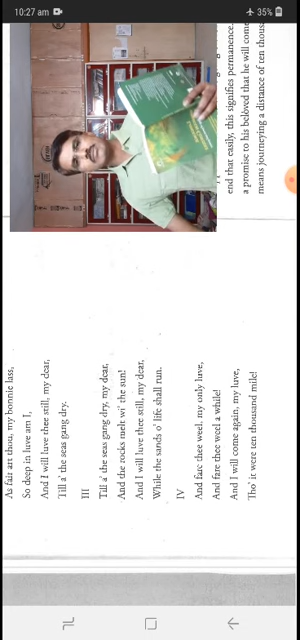 10:27 am
35%
As fair art thou, my bonnie lass,
So deep in luve am I,
And I will luve thee still, my dear,
Till a' the seas gang dry.
III
Till a' the seas gang dry, my dear,
And the rocks melt wi' the sun!
And I will luve thee still, my dear,
While the sands o' life shall run.
IV
And fare thee weel, my only luve,
And fare thee weel a while!
And I will come again, my luve,
Tho' it were ten thousand mile!
end that easily, this signifies permanence.
a promise to his beloved that he will come
means journeying a distance of ten thous